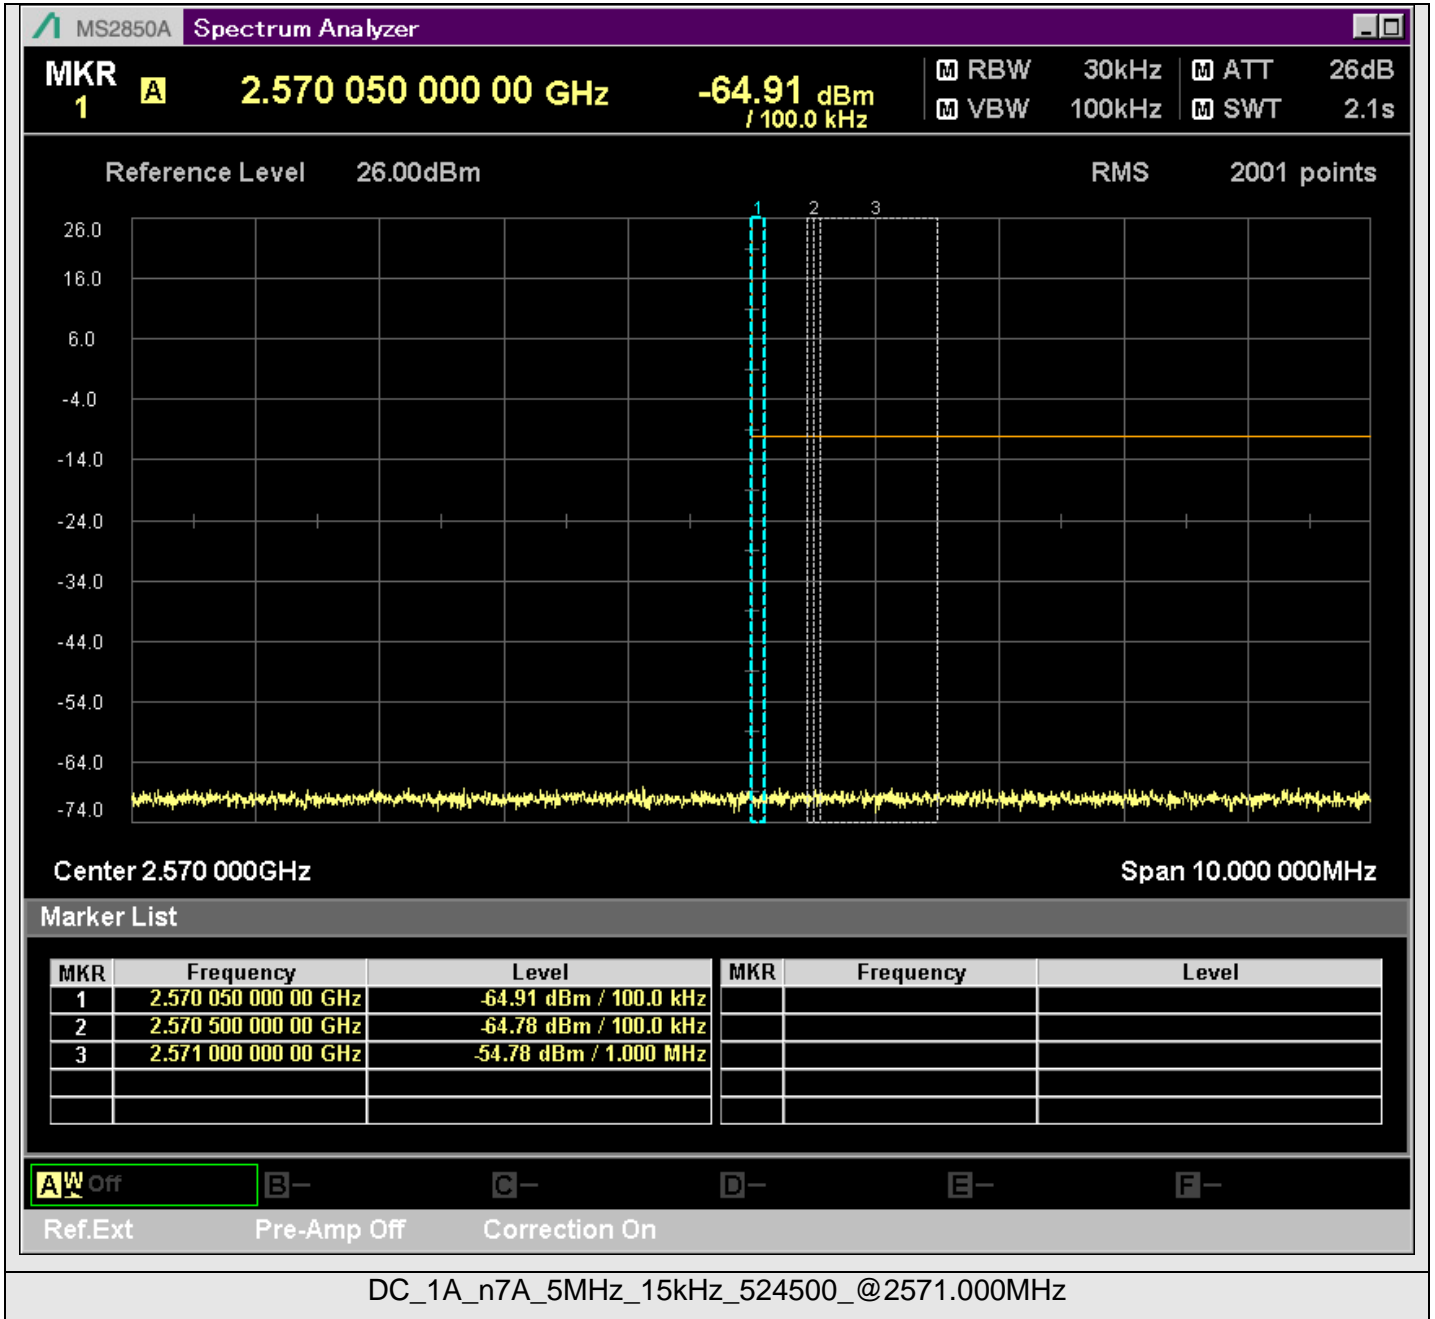 MS2850A Spectrum Analyzer
MKR 1 A 2.570 050 000 00 GHz -64.91 dBm / 100.0 kHz
M RBW 30kHz M ATT 26dB
M VBW 100kHz M SWT 2.1s
Reference Level 26.00dBm RMS 2001 points
1 2 3
26.0
16.0
6.0
-4.0
-14.0
-24.0
-34.0
-44.0
-54.0
-64.0
-74.0
Center 2.570 000GHz Span 10.000 000MHz
Marker List
MKR Frequency Level MKR Frequency Level
1 2.570 050 000 00 GHz -64.91 dBm / 100.0 kHz
2 2.570 500 000 00 GHz -64.78 dBm / 100.0 kHz
3 2.571 000 000 00 GHz -54.78 dBm / 1.000 MHz
A W Off B - C - D - E - F -
Ref.Ext Pre-Amp Off Correction On
DC_1A_n7A_5MHz_15kHz_524500_@2571.000MHz